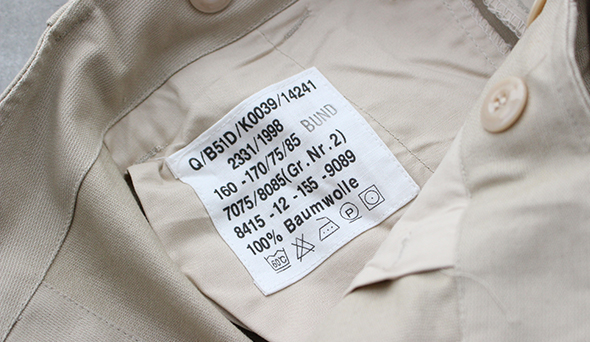 Q/B51D/K0039/14241
2331/1998 BUND
160 -170/75/85
7075/8085(Gr.Nr.2)
8415 -12 -155 -9089
100% Baumwolle
60°C P